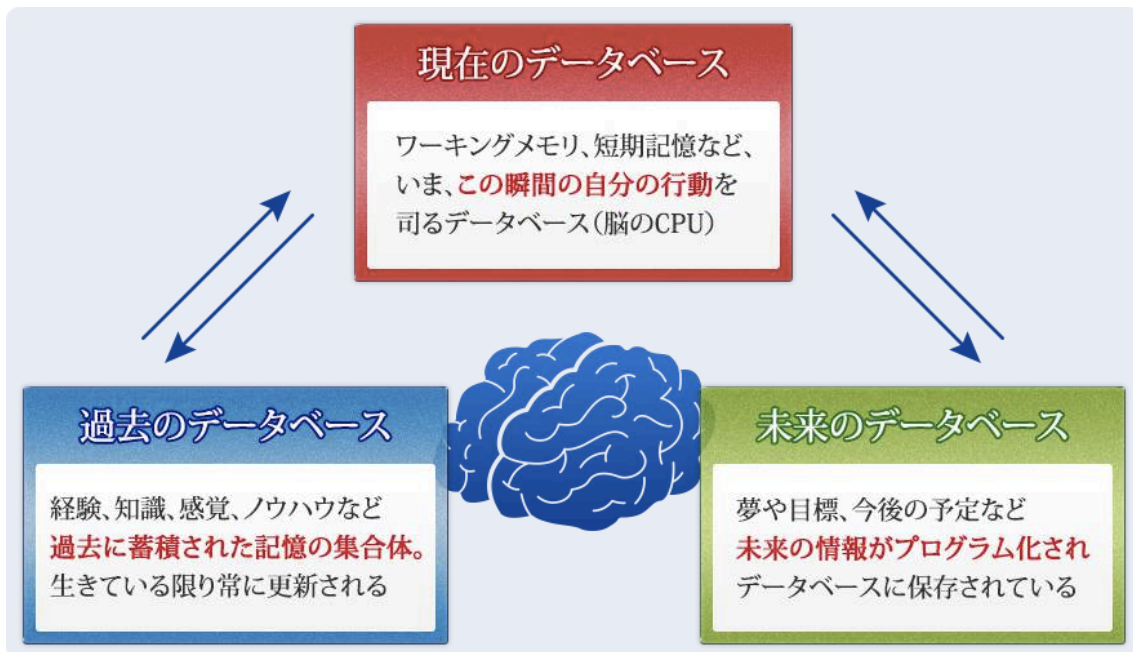 現在のデータベース
ワーキングメモリ、短期記憶など、
いま、この瞬間の自分の行動を
司るデータベース(脳のCPU)
過去のデータベース
経験、知識、感覚、ノウハウなど
過去に蓄積された記憶の集合体。
生きている限り常に更新される
未来のデータベース
夢や目標、今後の予定など
未来の情報がプログラム化され
データベースに保存されている